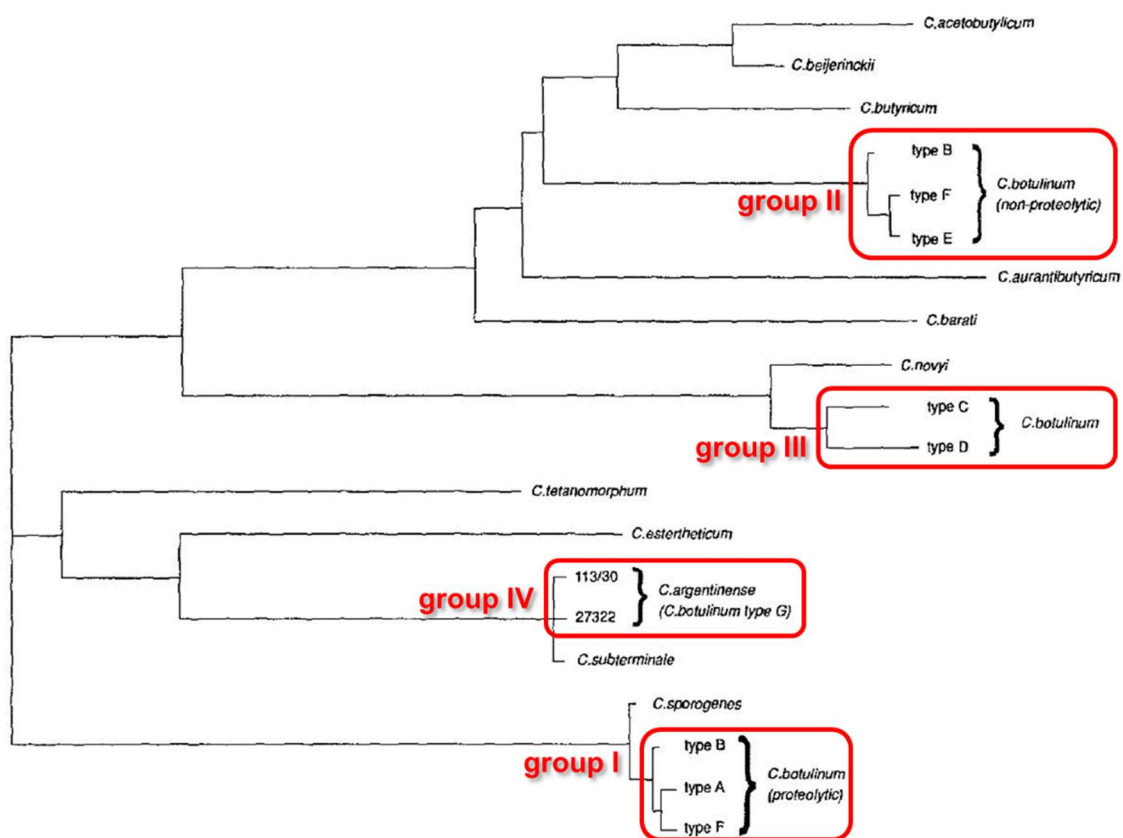 C.acetobutylicum
C.beijerinckii
C.butyricum
type B
type F
type E
C.botulinum
(non-proteolytic)
group II
C.aurantibutyricum
C.barati
C.novyi
type C
type D
C.botulinum
group III
C.tetanomorphum
C.estertheticum
113/30
27322
C.argentinense
(C.botulinum type G)
group IV
C.subterminale
C.sporogenes
type B
type A
type F
C.botulinum
(proteolytic)
group I